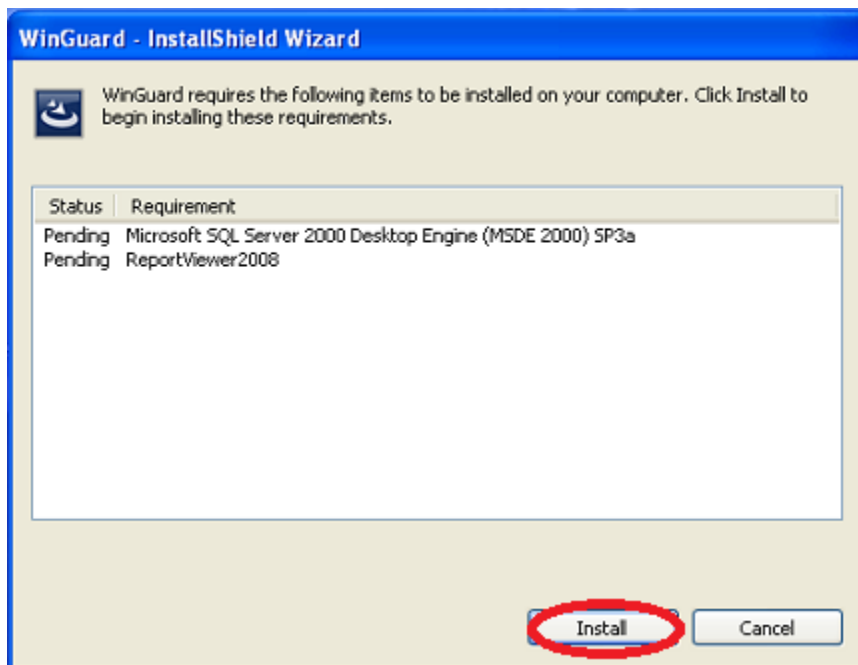 WinGuard - InstallShield Wizard
WinGuard requires the following items to be installed on your computer. Click Install to
begin installing these requirements.
Status Requirement
Pending Microsoft SQL Server 2000 Desktop Engine (MSDE 2000) SP3a
Pending ReportViewer2008
Install Cancel